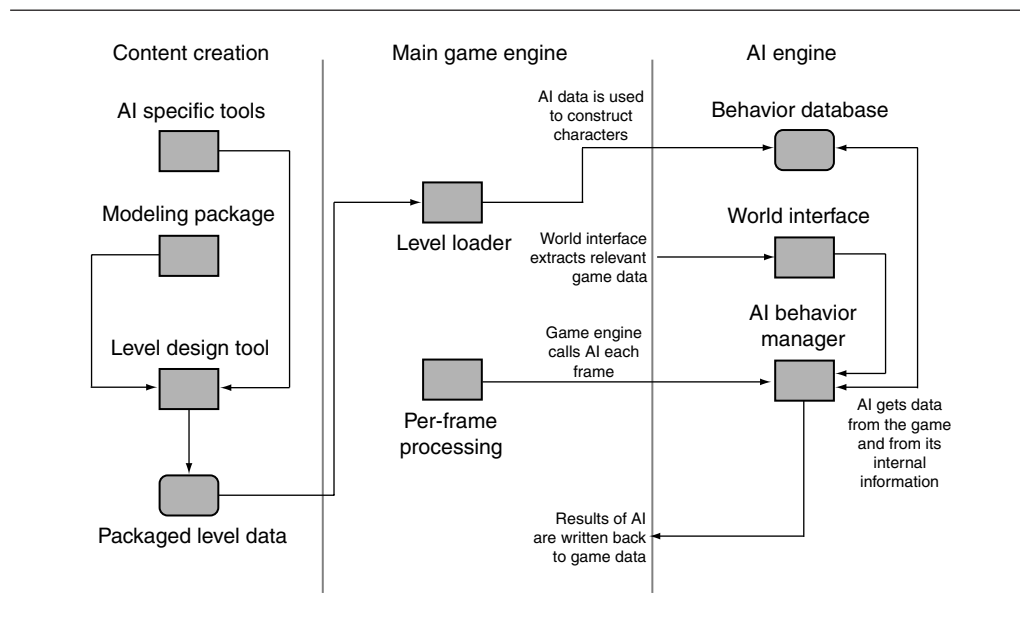 Content creation
Main game engine
AI engine
AI specific tools
Modeling package
Level design tool
Packaged level data
AI data is used
to construct
characters
Level loader
World interface
extracts relevant
game data
Game engine
calls AI each
frame
Per-frame
processing
Results of AI
are written back
to game data
Behavior database
World interface
AI behavior
manager
AI gets data
from the game
and from its
internal
information